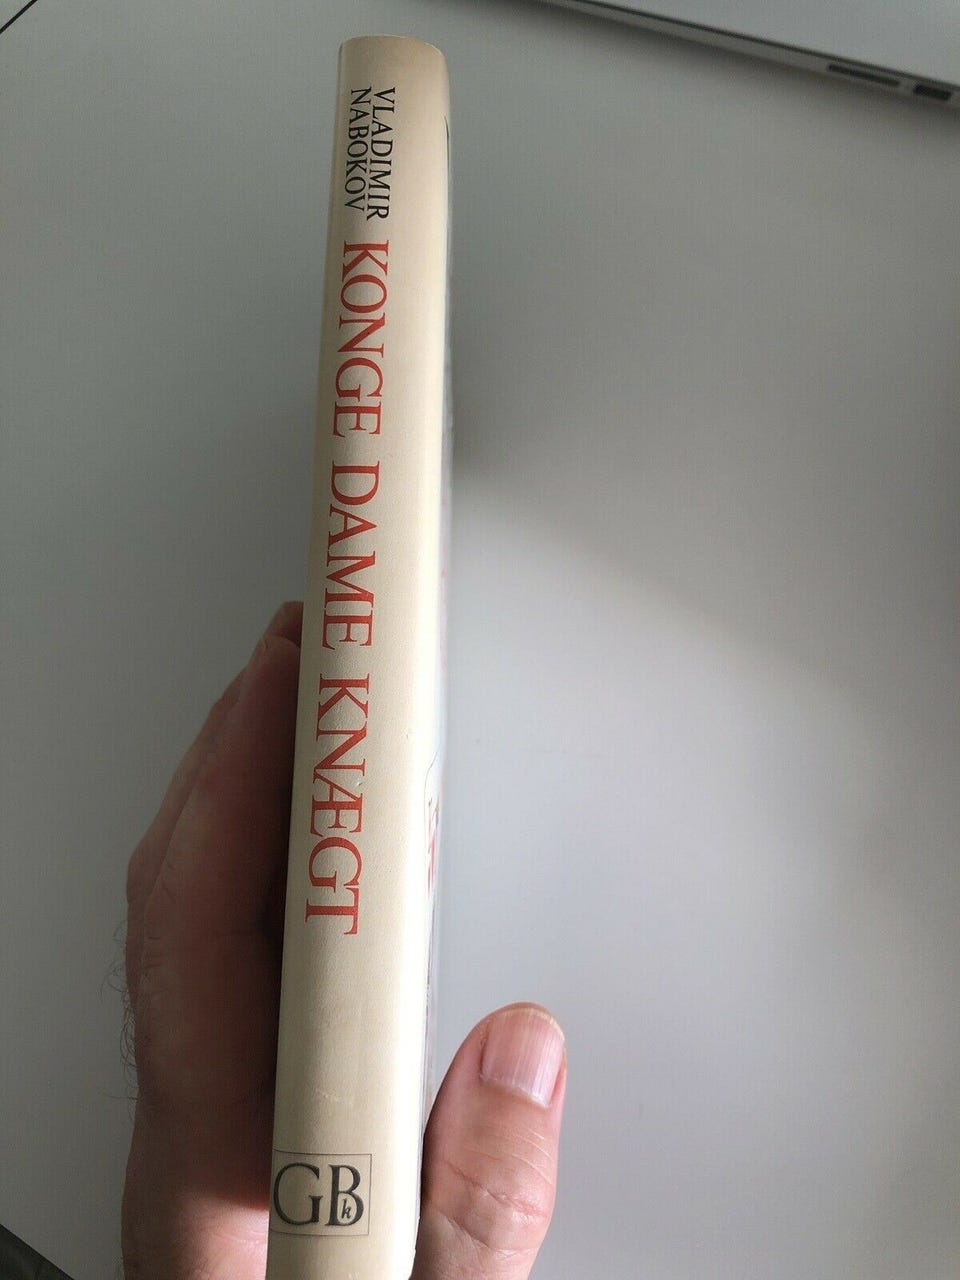 VLADIMIR
NABOKOV
KONGE DAME KNÆGT
GBk